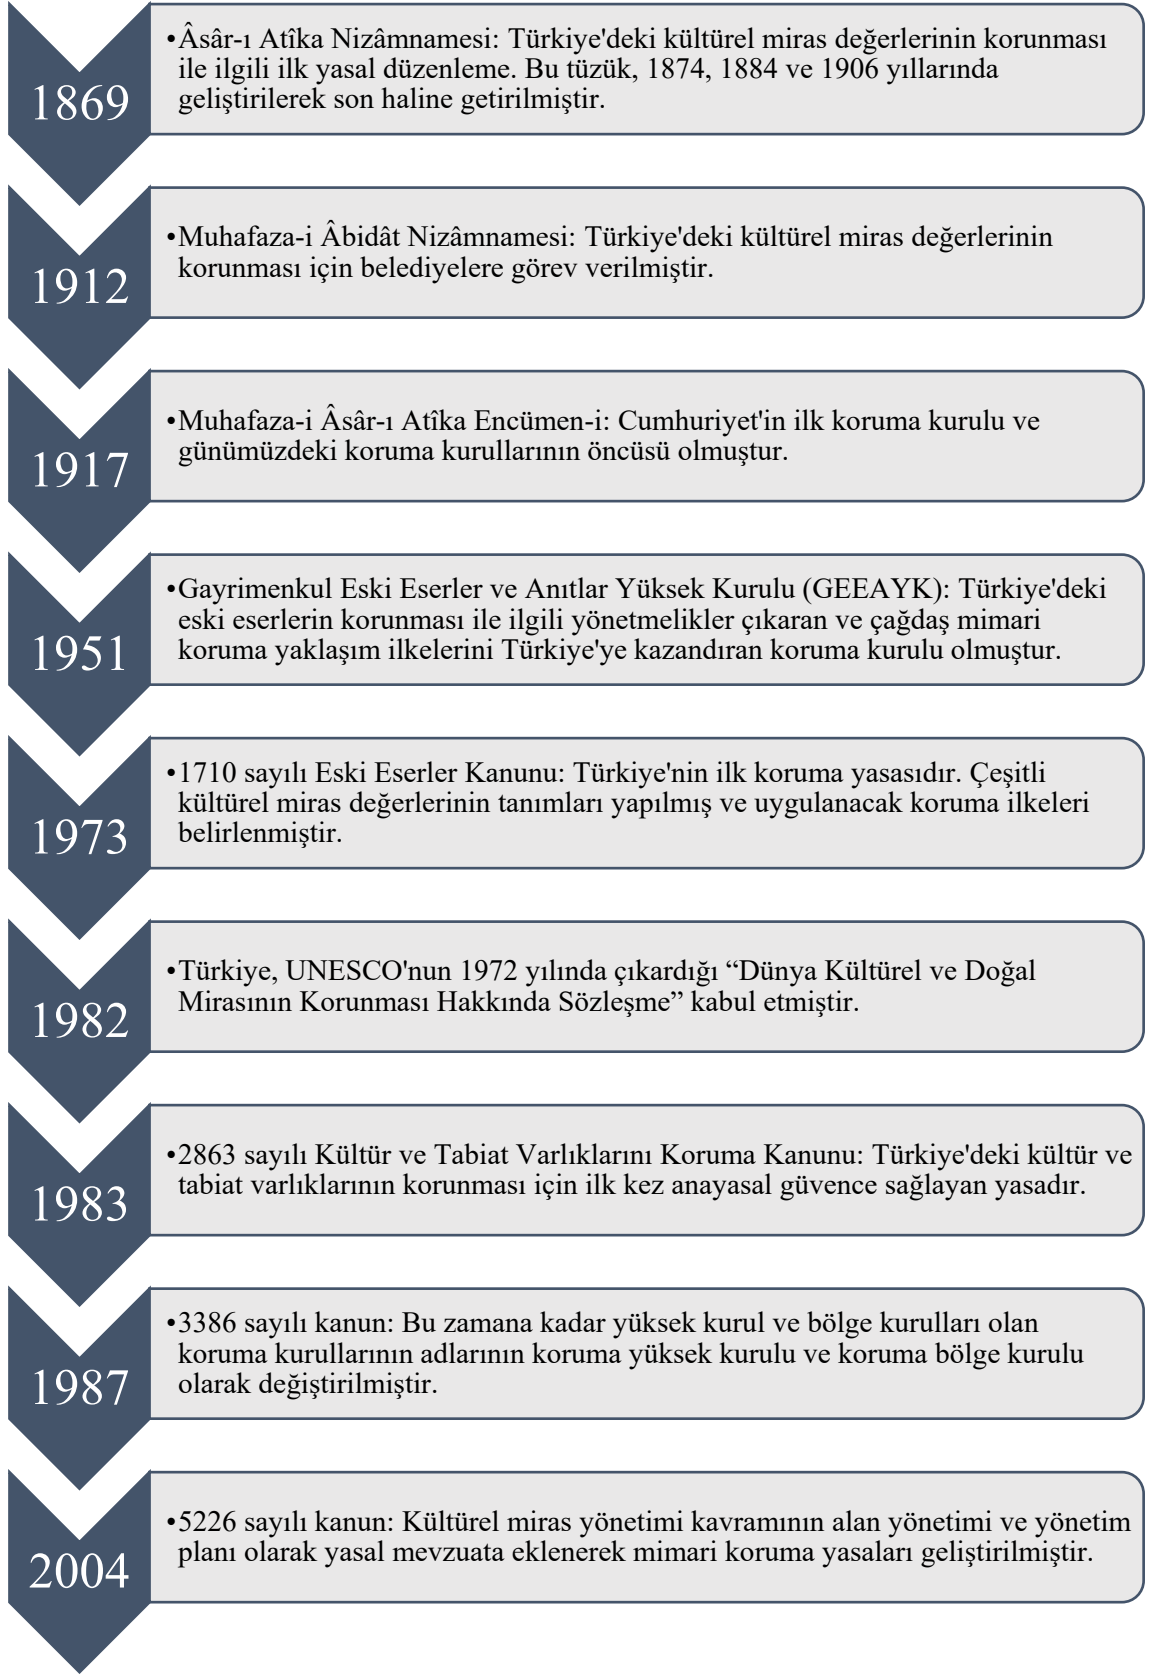 1869
•Âsâr-ı Atîka Nizâmnamesi: Türkiye'deki kültürel miras değerlerinin korunması
ile ilgili ilk yasal düzenleme. Bu tüzük, 1874, 1884 ve 1906 yıllarında
geliştirilerek son haline getirilmiştir.
1912
•Muhafaza-i Âbidât Nizâmnamesi: Türkiye'deki kültürel miras değerlerinin
korunması için belediyelere görev verilmiştir.
1917
•Muhafaza-i Âsâr-ı Atîka Encümen-i: Cumhuriyet'in ilk koruma kurulu ve
günümüzdeki koruma kurullarının öncüsü olmuştur.
1951
•Gayrimenkul Eski Eserler ve Anıtlar Yüksek Kurulu (GEEAYK): Türkiye'deki
eski eserlerin korunması ile ilgili yönetmelikler çıkaran ve çağdaş mimari
koruma yaklaşım ilkelerini Türkiye'ye kazandıran koruma kurulu olmuştur.
1973
•1710 sayılı Eski Eserler Kanunu: Türkiye'nin ilk koruma yasasıdır. Çeşitli
kültürel miras değerlerinin tanımları yapılmış ve uygulanacak koruma ilkeleri
belirlenmiştir.
1982
•Türkiye, UNESCO'nun 1972 yılında çıkardığı “Dünya Kültürel ve Doğal
Mirasının Korunması Hakkında Sözleşme” kabul etmiştir.
1983
•2863 sayılı Kültür ve Tabiat Varlıklarını Koruma Kanunu: Türkiye'deki kültür ve
tabiat varlıklarının korunması için ilk kez anayasal güvence sağlayan yasadır.
1987
•3386 sayılı kanun: Bu zamana kadar yüksek kurul ve bölge kurulları olan
koruma kurullarının adlarının koruma yüksek kurulu ve koruma bölge kurulu
olarak değiştirilmiştir.
2004
•5226 sayılı kanun: Kültürel miras yönetimi kavramının alan yönetimi ve yönetim
planı olarak yasal mevzuata eklenerek mimari koruma yasaları geliştirilmiştir.